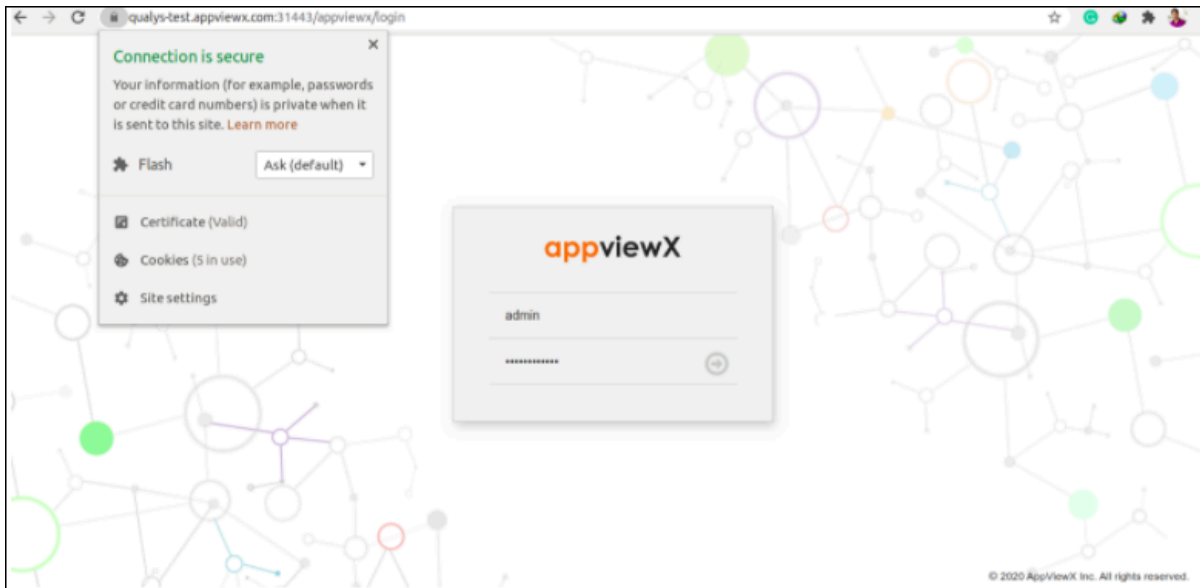 qualys-test.appviewx.com:31443/appviewx/login
Connection is secure
Your information (for example, passwords
or credit card numbers) is private when it
is sent to this site. Learn more
Flash
Ask (default)
Certificate (Valid)
Cookies (5 in use)
Site settings
appviewX
admin
••••••••••••
© 2020 AppViewX Inc. All rights reserved.